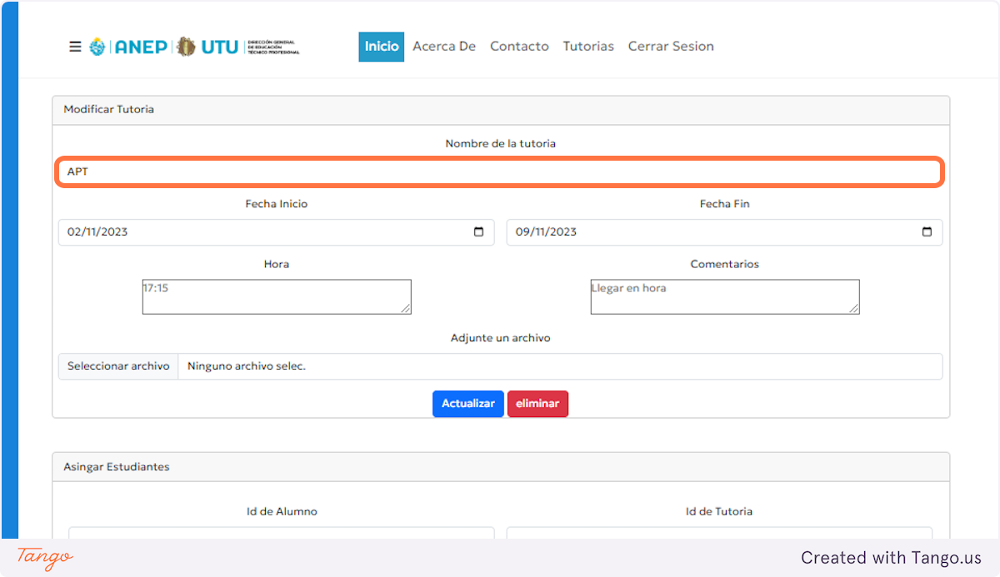 ☰ ANEP UTU DIRECCIÓN GENERAL
DE EDUCACIÓN
TÉCNICO PROFESIONAL
Inicio Acerca De Contacto Tutorias Cerrar Sesion
Modificar Tutoria
Nombre de la tutoria
APT
Fecha Inicio Fecha Fin
02/11/2023 09/11/2023
Hora Comentarios
17:15 Llegar en hora
Adjunte un archivo
Seleccionar archivo Ninguno archivo selec.
Actualizar eliminar
Asingar Estudiantes
Id de Alumno Id de Tutoria
Tango Created with Tango.us